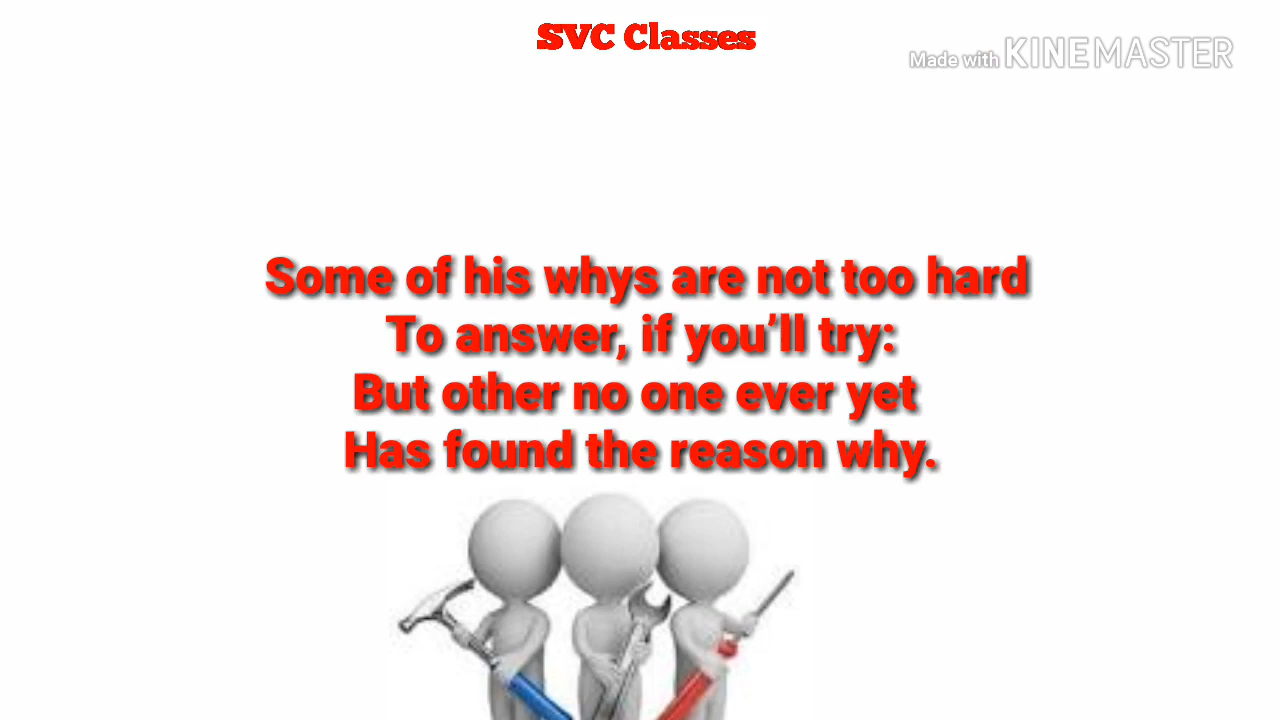 SVC Classes
Made with KINEMASTER
Some of his whys are not too hard
To answer, if you’ll try:
But other no one ever yet
Has found the reason why.